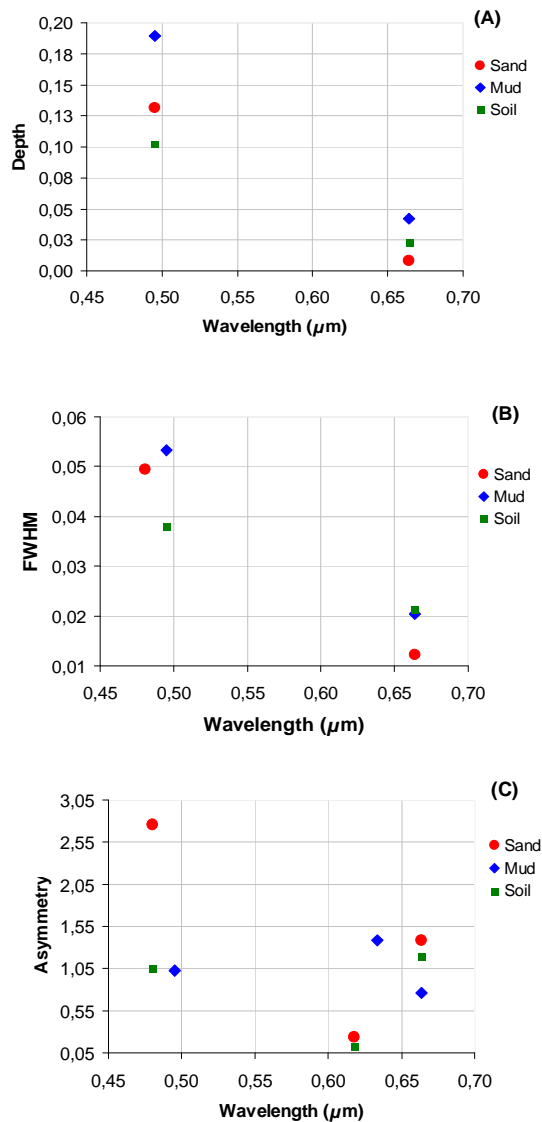 (A)
0,20
0,18
0,15
0,13
0,10
0,08
0,05
0,03
0,00
Depth
0,45 0,50 0,55 0,60 0,65 0,70
Wavelength (µm)
Sand
Mud
Soil
(B)
0,06
0,05
0,04
0,03
0,02
0,01
FWHM
0,45 0,50 0,55 0,60 0,65 0,70
Wavelength (µm)
Sand
Mud
Soil
(C)
3,05
2,55
2,05
1,55
1,05
0,55
0,05
Asymmetry
0,45 0,50 0,55 0,60 0,65 0,70
Wavelength (µm)
Sand
Mud
Soil